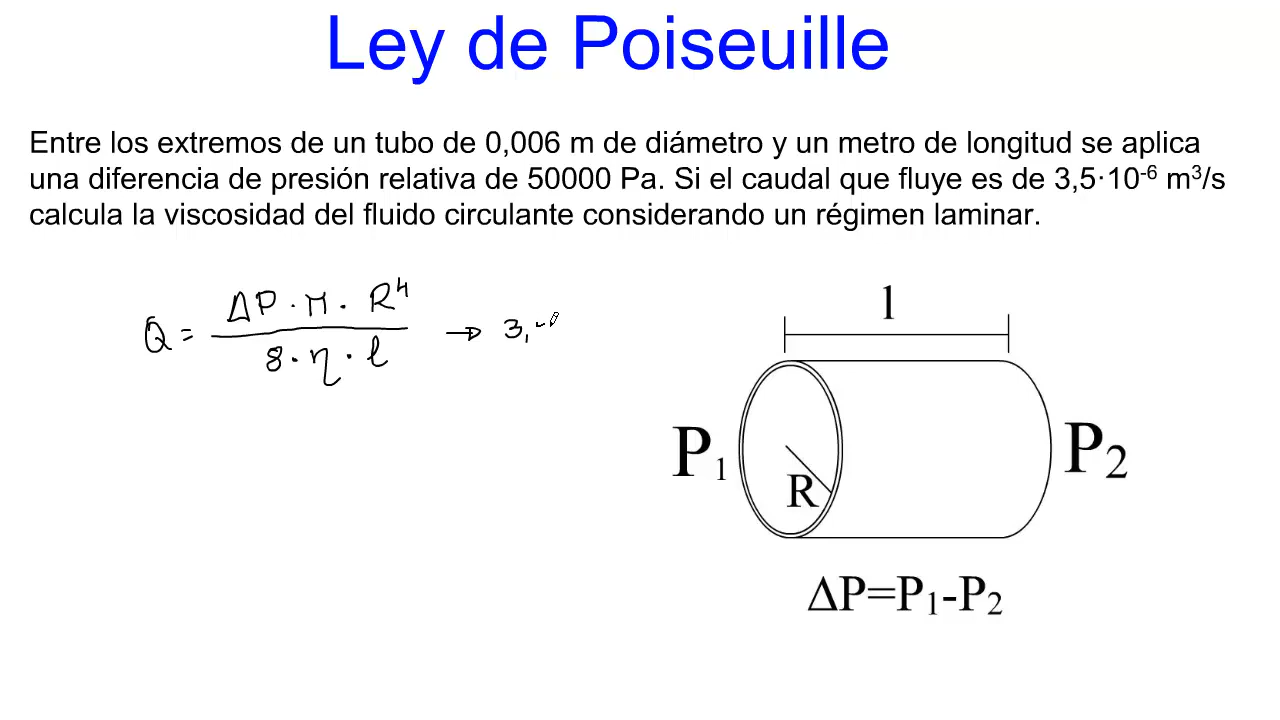 Ley de Poiseuille
Entre los extremos de un tubo de 0,006 m de diámetro y un metro de longitud se aplica
una diferencia de presión relativa de 50000 Pa. Si el caudal que fluye es de 3,5·10⁻⁶ m³/s
calcula la viscosidad del fluido circulante considerando un régimen laminar.
Q = ΔP · π · R⁴ / 8 · η · l → 3,
l
P₁
R
P₂
ΔP=P₁-P₂